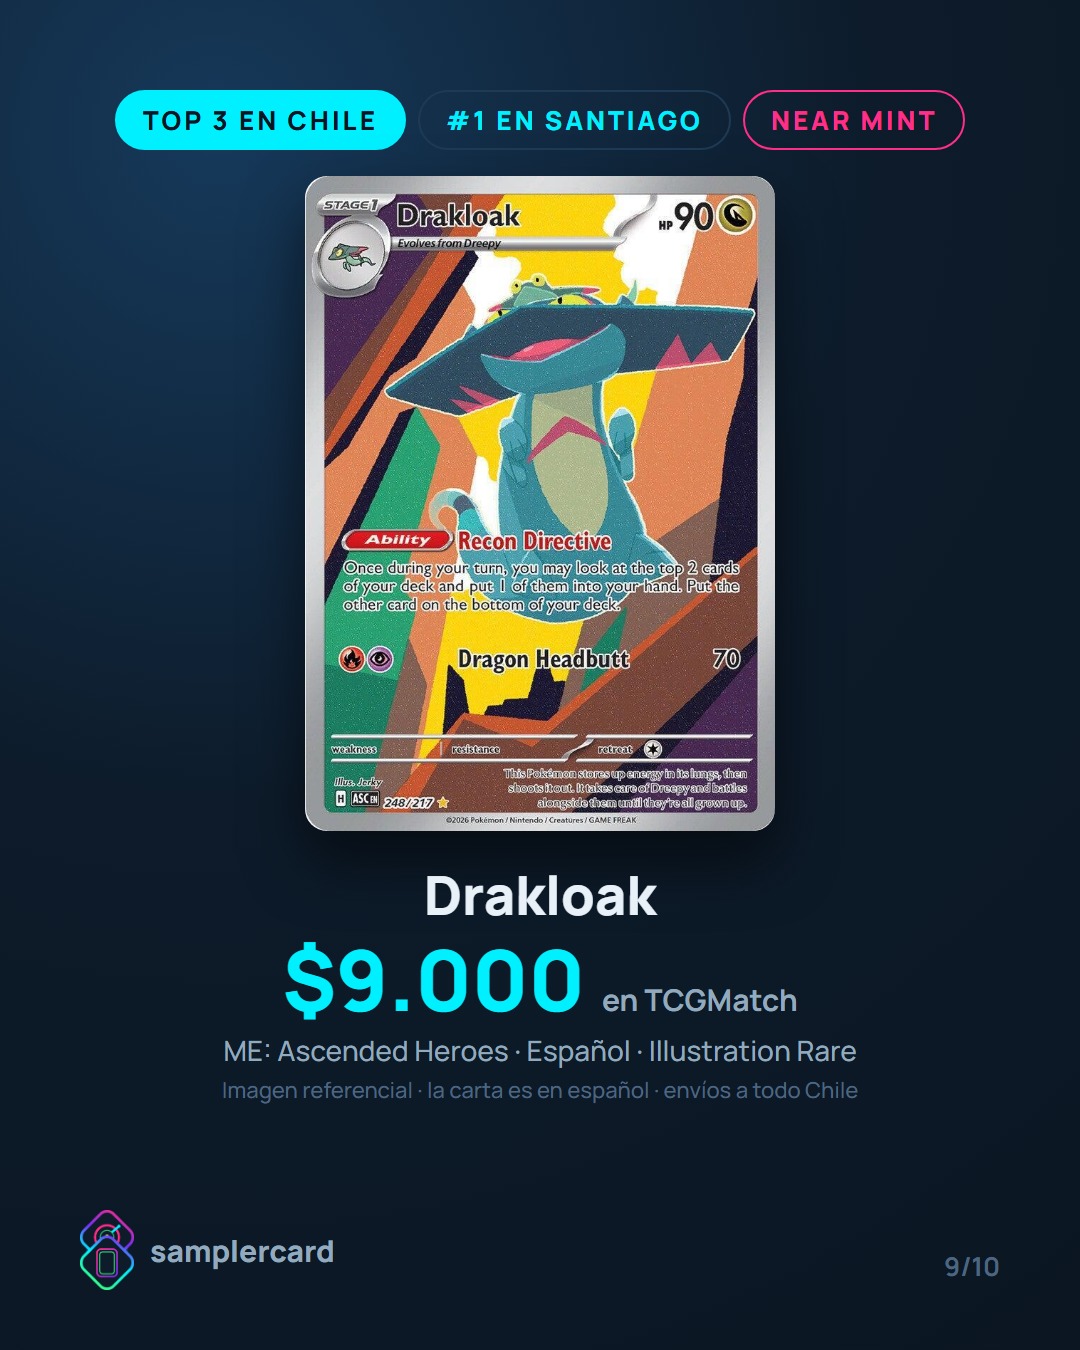 TOP 3 EN CHILE
#1 EN SANTIAGO
NEAR MINT
STAGE 1
Drakloak
HP 90
Evolves from Dreepy
Ability Recon Directive
Once during your turn, you may look at the top 2 cards
of your deck and put 1 of them into your hand. Put the
other card on the bottom of your deck.
Dragon Headbutt 70
weakness resistance retreat
This Pokémon stores up energy in its lungs, then
shoots it out. It takes care of Dreepy and battles
alongside them until they're all grown up.
Illus. Jerky
H ASC EN 248/217
©2026 Pokémon / Nintendo / Creatures / GAME FREAK
Drakloak
$9.000 en TCGMatch
ME: Ascended Heroes · Español · Illustration Rare
Imagen referencial · la carta es en español · envíos a todo Chile
samplercard
9/10